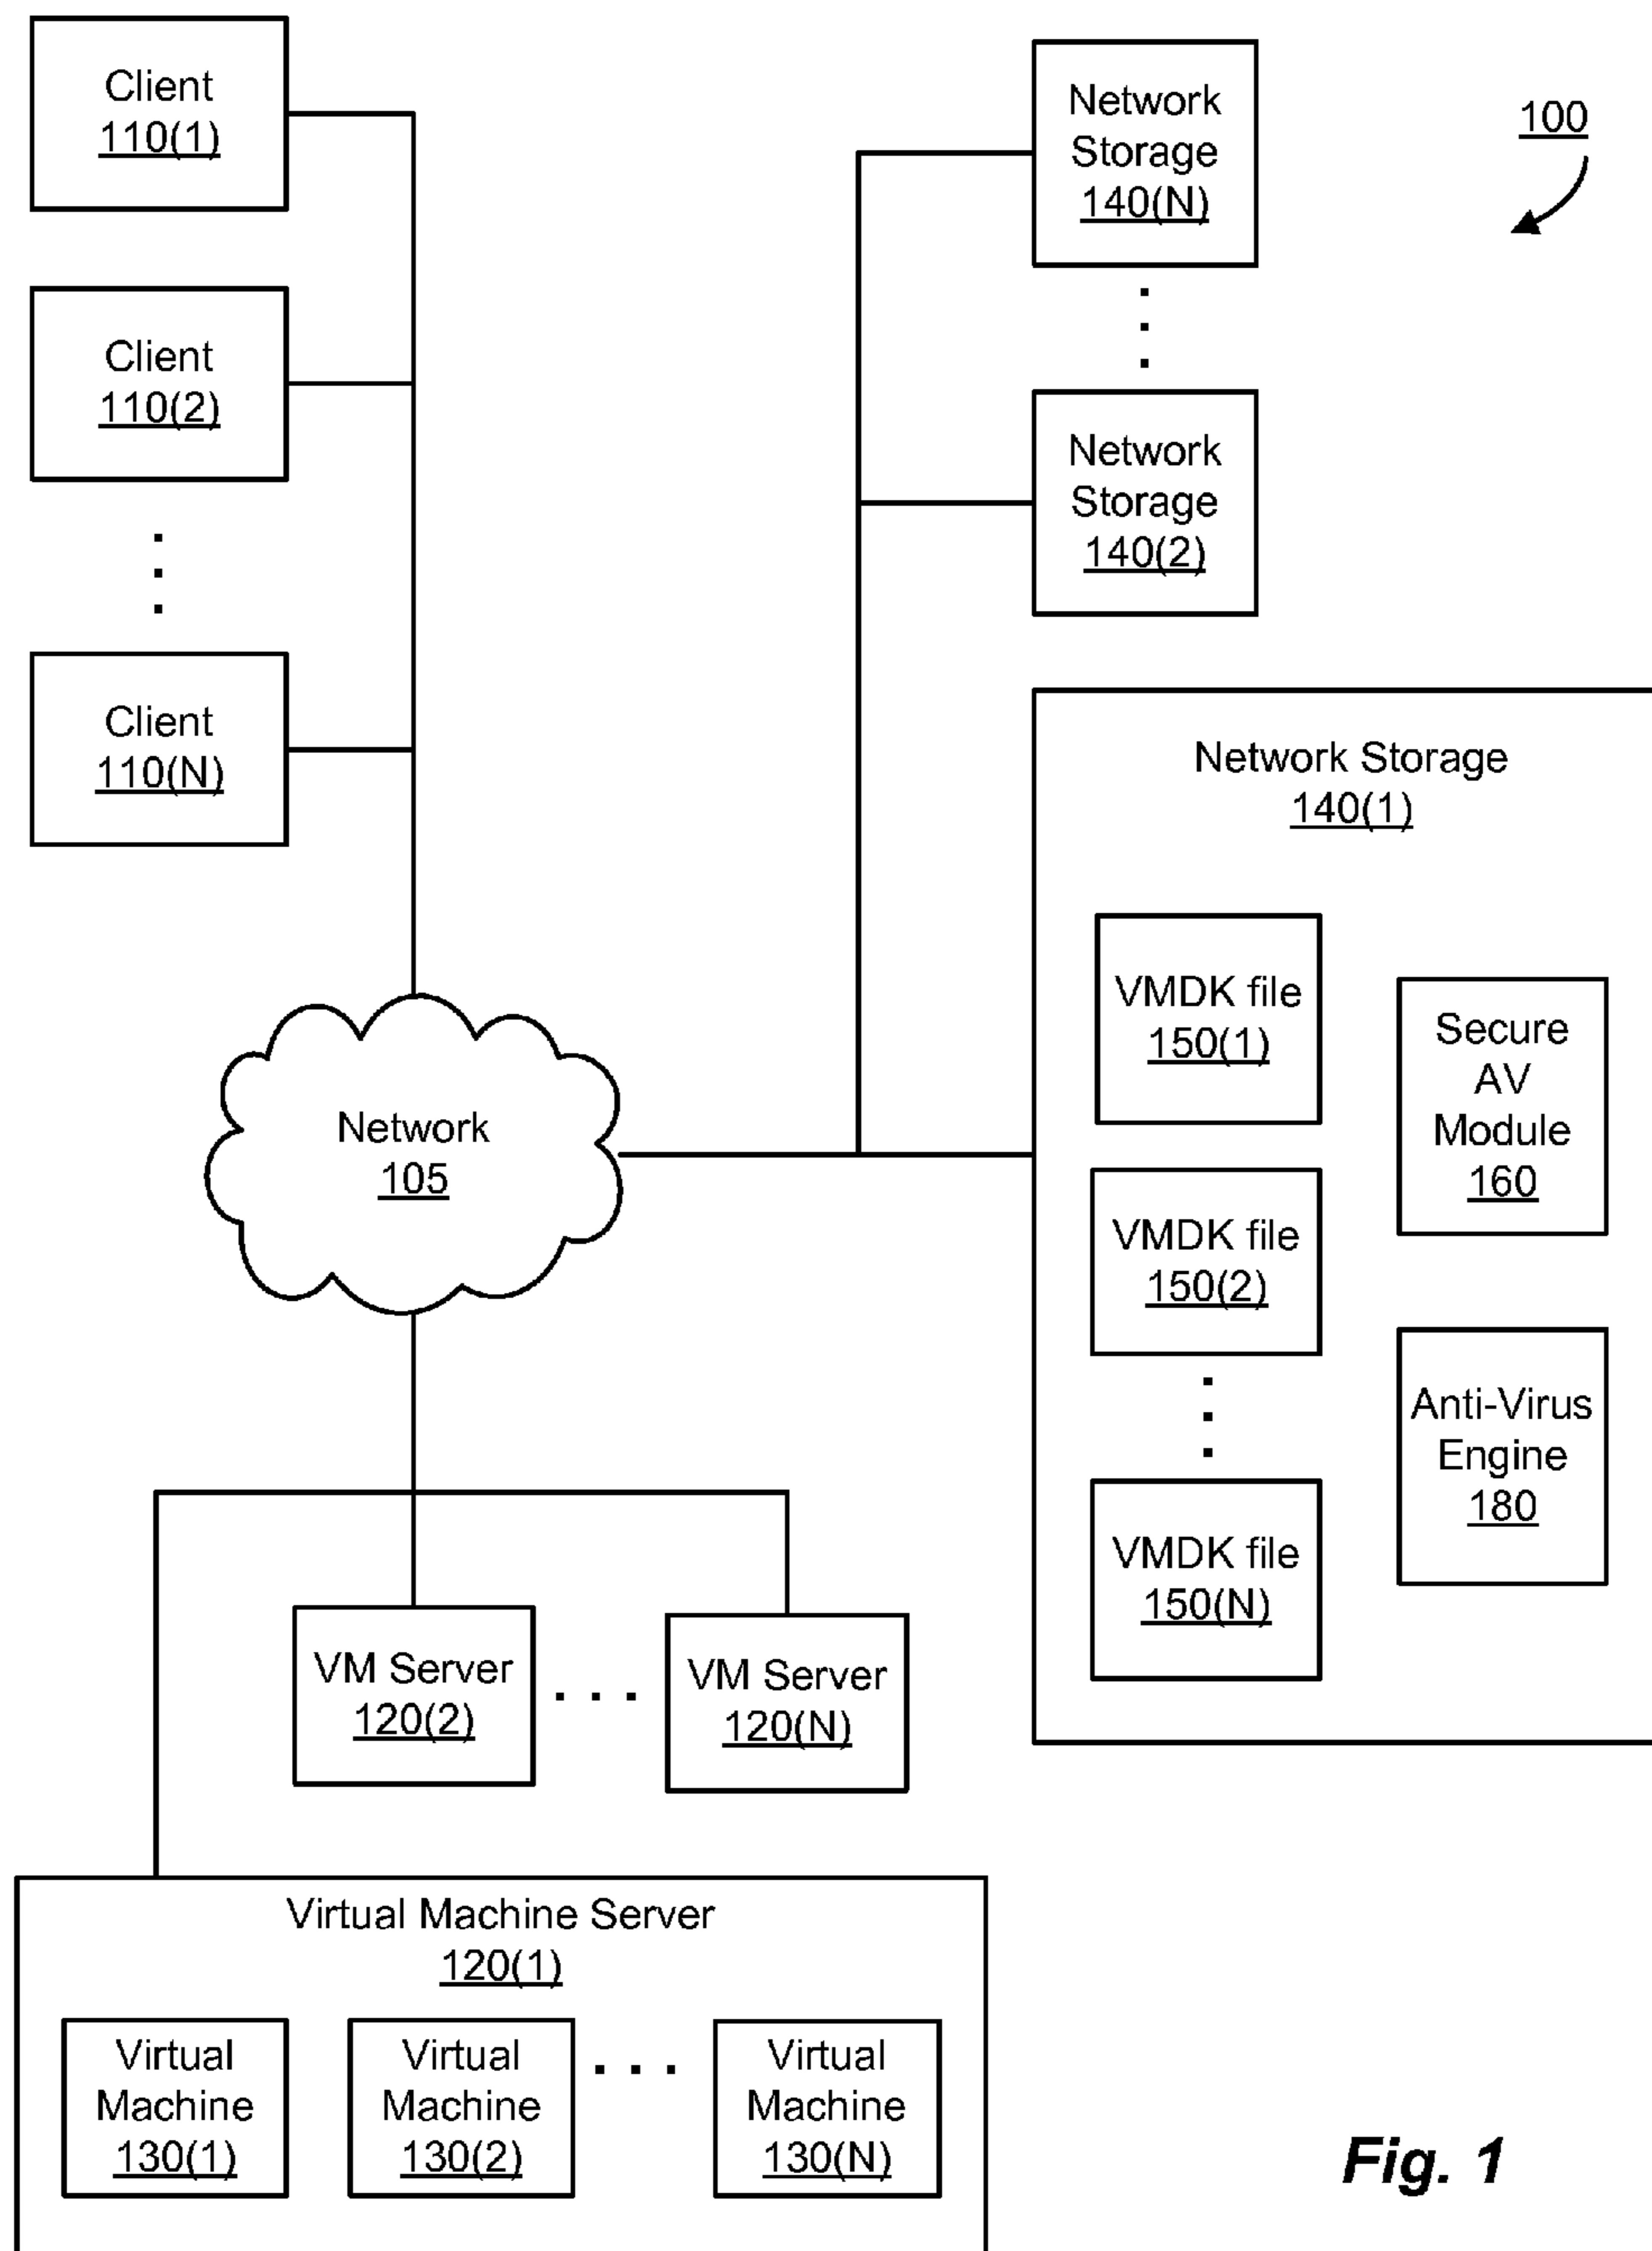 Client
110(1)
Client
110(2)
Client
110(N)
Network
Storage
140(N)
100
Network
Storage
140(2)
Network Storage
140(1)
VMDK file
150(1)
VMDK file
150(2)
VMDK file
150(N)
Secure
AV
Module
160
Anti-Virus
Engine
180
Network
105
VM Server
120(2)
VM Server
120(N)
Virtual Machine Server
120(1)
Virtual
Machine
130(1)
Virtual
Machine
130(2)
Virtual
Machine
130(N)
Fig. 1